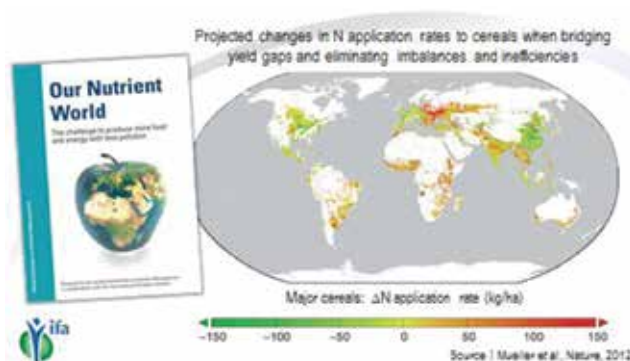 Projected changes in N application rates to cereals when bridging
yield gaps and eliminating imbalances and inefficiencies
Our Nutrient
World
The challenge to produce more food
and energy with less pollution
Major cereals: ΔN application rate (kg/ha)
−150
−100
−50
0
50
100
150
ifa
Source: Mueller et al., Nature, 2012